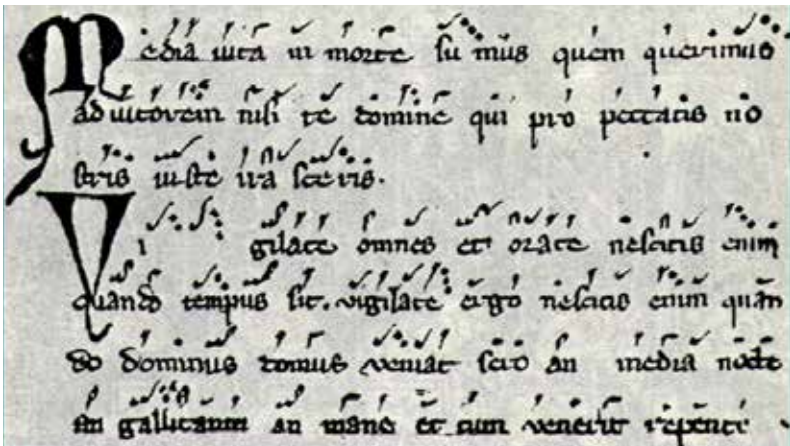 Media uita in morte sumus quem querimus
adiutorem nisi te domine qui pro peccatis no
stris iuste irasceris.
Vigilate omnes et orate nescitis enim
quando tempus sit. vigilate ergo nescitis enim quan
do dominus domus veniat sero an media nocte
an gallicantu an mane et cum venerit repente